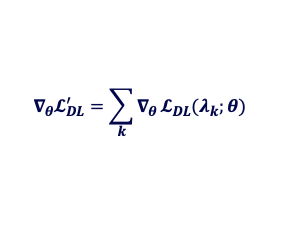 ∇θℒ′DL = ∑k ∇θ ℒDL(λk; θ)